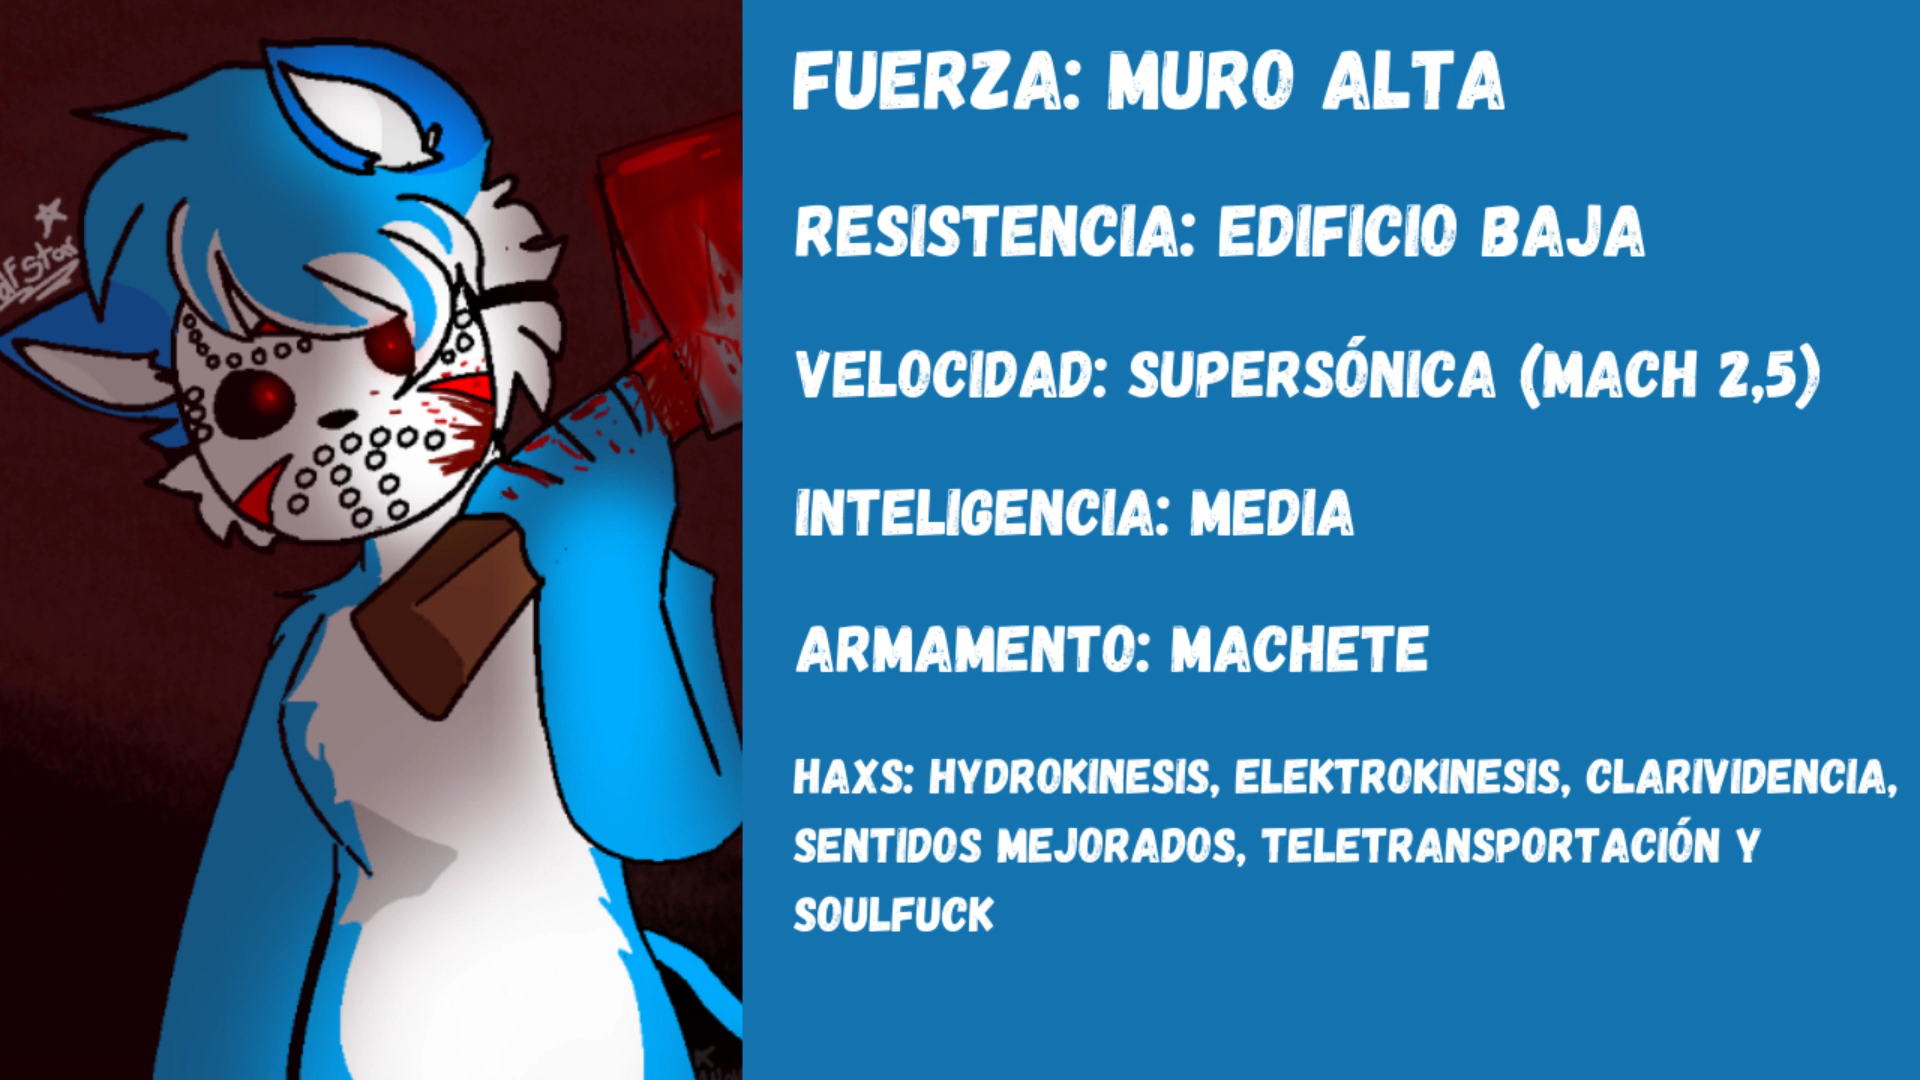 FUERZA: MURO ALTA
RESISTENCIA: EDIFICIO BAJA
VELOCIDAD: SUPERSÓNICA (MACH 2,5)
INTELIGENCIA: MEDIA
ARMAMENTO: MACHETE
HAXS: HYDROKINESIS, ELEKTROKINESIS, CLARIVIDENCIA,
SENTIDOS MEJORADOS, TELETRANSPORTACIÓN Y
SOULFUCK